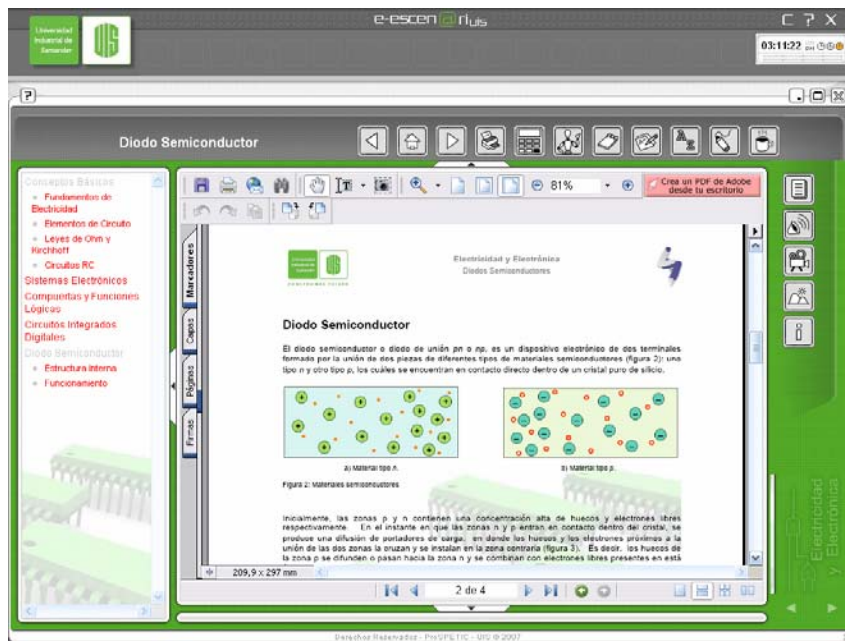 Universidad
Industrial de
Santander
UIS
e-escen@ri uis
C ? X
03:11:22 PM
?
Diodo Semiconductor
Conceptos Básicos
Fundamentos de
Electricidad
Elementos de Circuito
Leyes de Ohm y
Kirchhoff
Circuitos RC
Sistemas Electrónicos
Compuertas y Funciones
Lógicas
Circuitos Integrados
Digitales
Diodo Semiconductor
Estructura Interna
Funcionamiento
81%
Crea un PDF de Adobe
desde tu escritorio
Marcadores
Capas
Páginas
Firmas
Electricidad y Electrónica
Diodos Semiconductores
Diodo Semiconductor
El diodo semiconductor o diodo de unión pn o np, es un dispositivo electrónico de dos terminales
formado por la unión de dos piezas de diferentes tipos de materiales semiconductores (figura 2): uno
tipo n y otro tipo p, los cuáles se encuentran en contacto directo dentro de un cristal puro de silicio.
a) Material tipo n.
b) Material tipo p.
Figura 2: Materiales semiconductores
Inicialmente, las zonas p y n contienen una concentración alta de huecos y electrones libres
respectivamente. En el instante en que las zonas n y p entran en contacto dentro del cristal, se
produce una difusión de portadores de carga, en donde los huecos y los electrones próximos a la
unión de las dos zonas la cruzan y se instalan en la zona contraria (figura 3). Es decir, los huecos de
la zona p se difunden o pasan hacia la zona n y se combinan con electrones libres presentes en está
209,9 x 297 mm
2 de 4
Electricidad
y Electrónica
Derechos Reservados - ProSPETIC - UIS © 2007